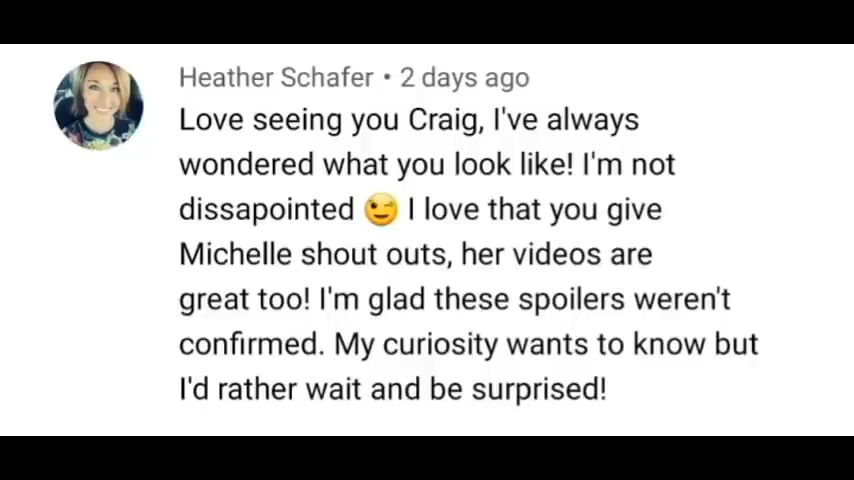 Heather Schafer • 2 days ago
Love seeing you Craig, I've always
wondered what you look like! I'm not
dissapointed 😉 I love that you give
Michelle shout outs, her videos are
great too! I'm glad these spoilers weren't
confirmed. My curiosity wants to know but
I'd rather wait and be surprised!